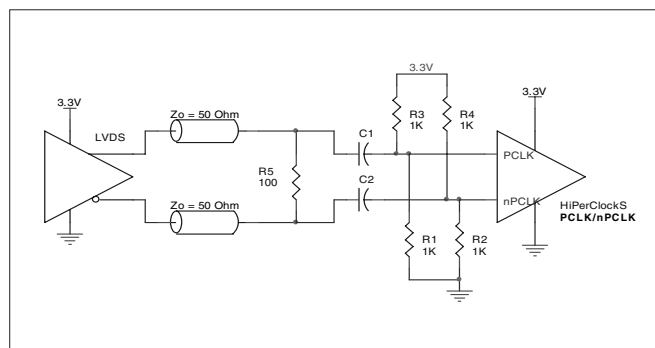 3.3V
R3
1K
R4
1K
3.3V
3.3V
LVDS
Zo = 50 Ohm
C1
PCLK
R5
100
C2
Zo = 50 Ohm
nPCLK
HiPerClockS
PCLK/nPCLK
R1
1K
R2
1K